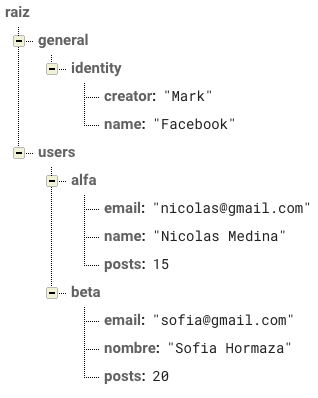 raiz
general
identity
creator: "Mark"
name: "Facebook"
users
alfa
email: "nicolas@gmail.com"
name: "Nicolas Medina"
posts: 15
beta
email: "sofia@gmail.com"
nombre: "Sofia Hormaza"
posts: 20